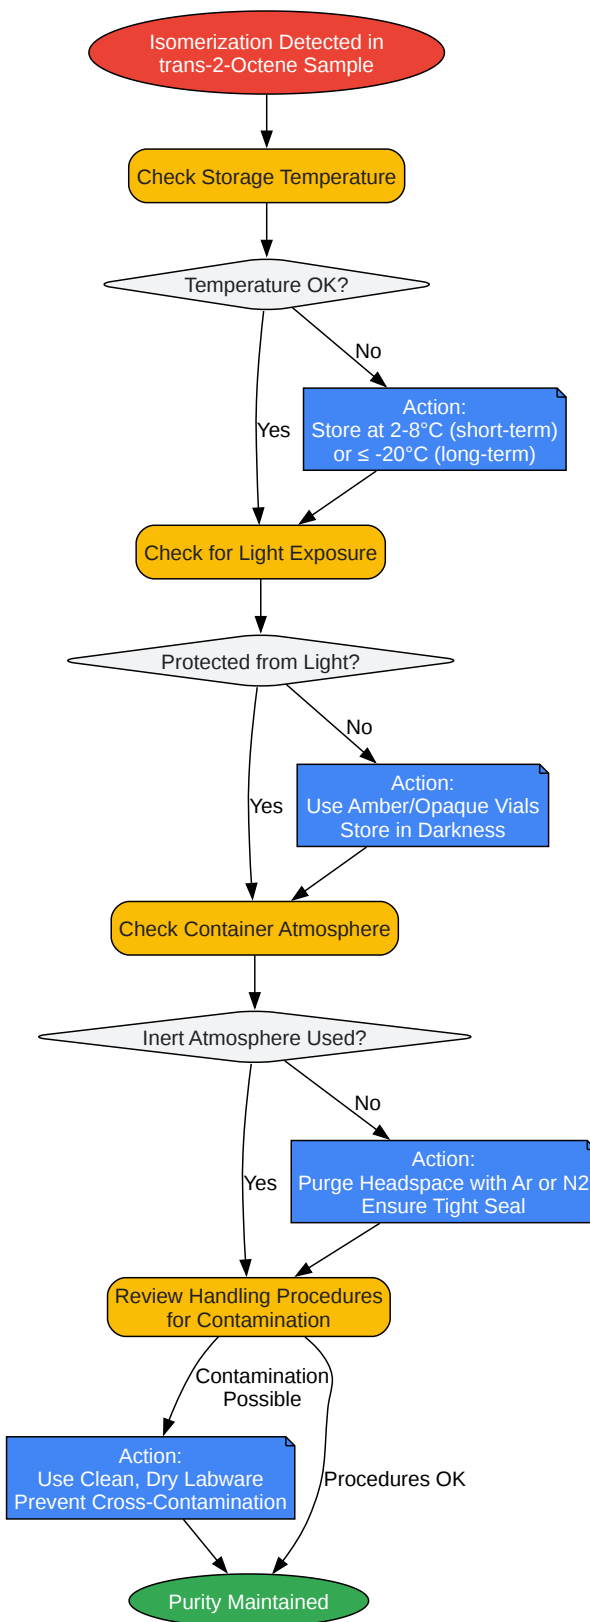 Isomerization Detected in
trans-2-Octene Sample
Check Storage Temperature
Temperature OK?
No
Action:
Store at 2-8°C (short-term)
or ≤ -20°C (long-term)
Yes
Check for Light Exposure
Protected from Light?
No
Action:
Use Amber/Opaque Vials
Store in Darkness
Yes
Check Container Atmosphere
Inert Atmosphere Used?
No
Action:
Purge Headspace with Ar or N2
Ensure Tight Seal
Yes
Review Handling Procedures
for Contamination
Contamination
Possible
Action:
Use Clean, Dry Labware
Prevent Cross-Contamination
Procedures OK
Purity Maintained